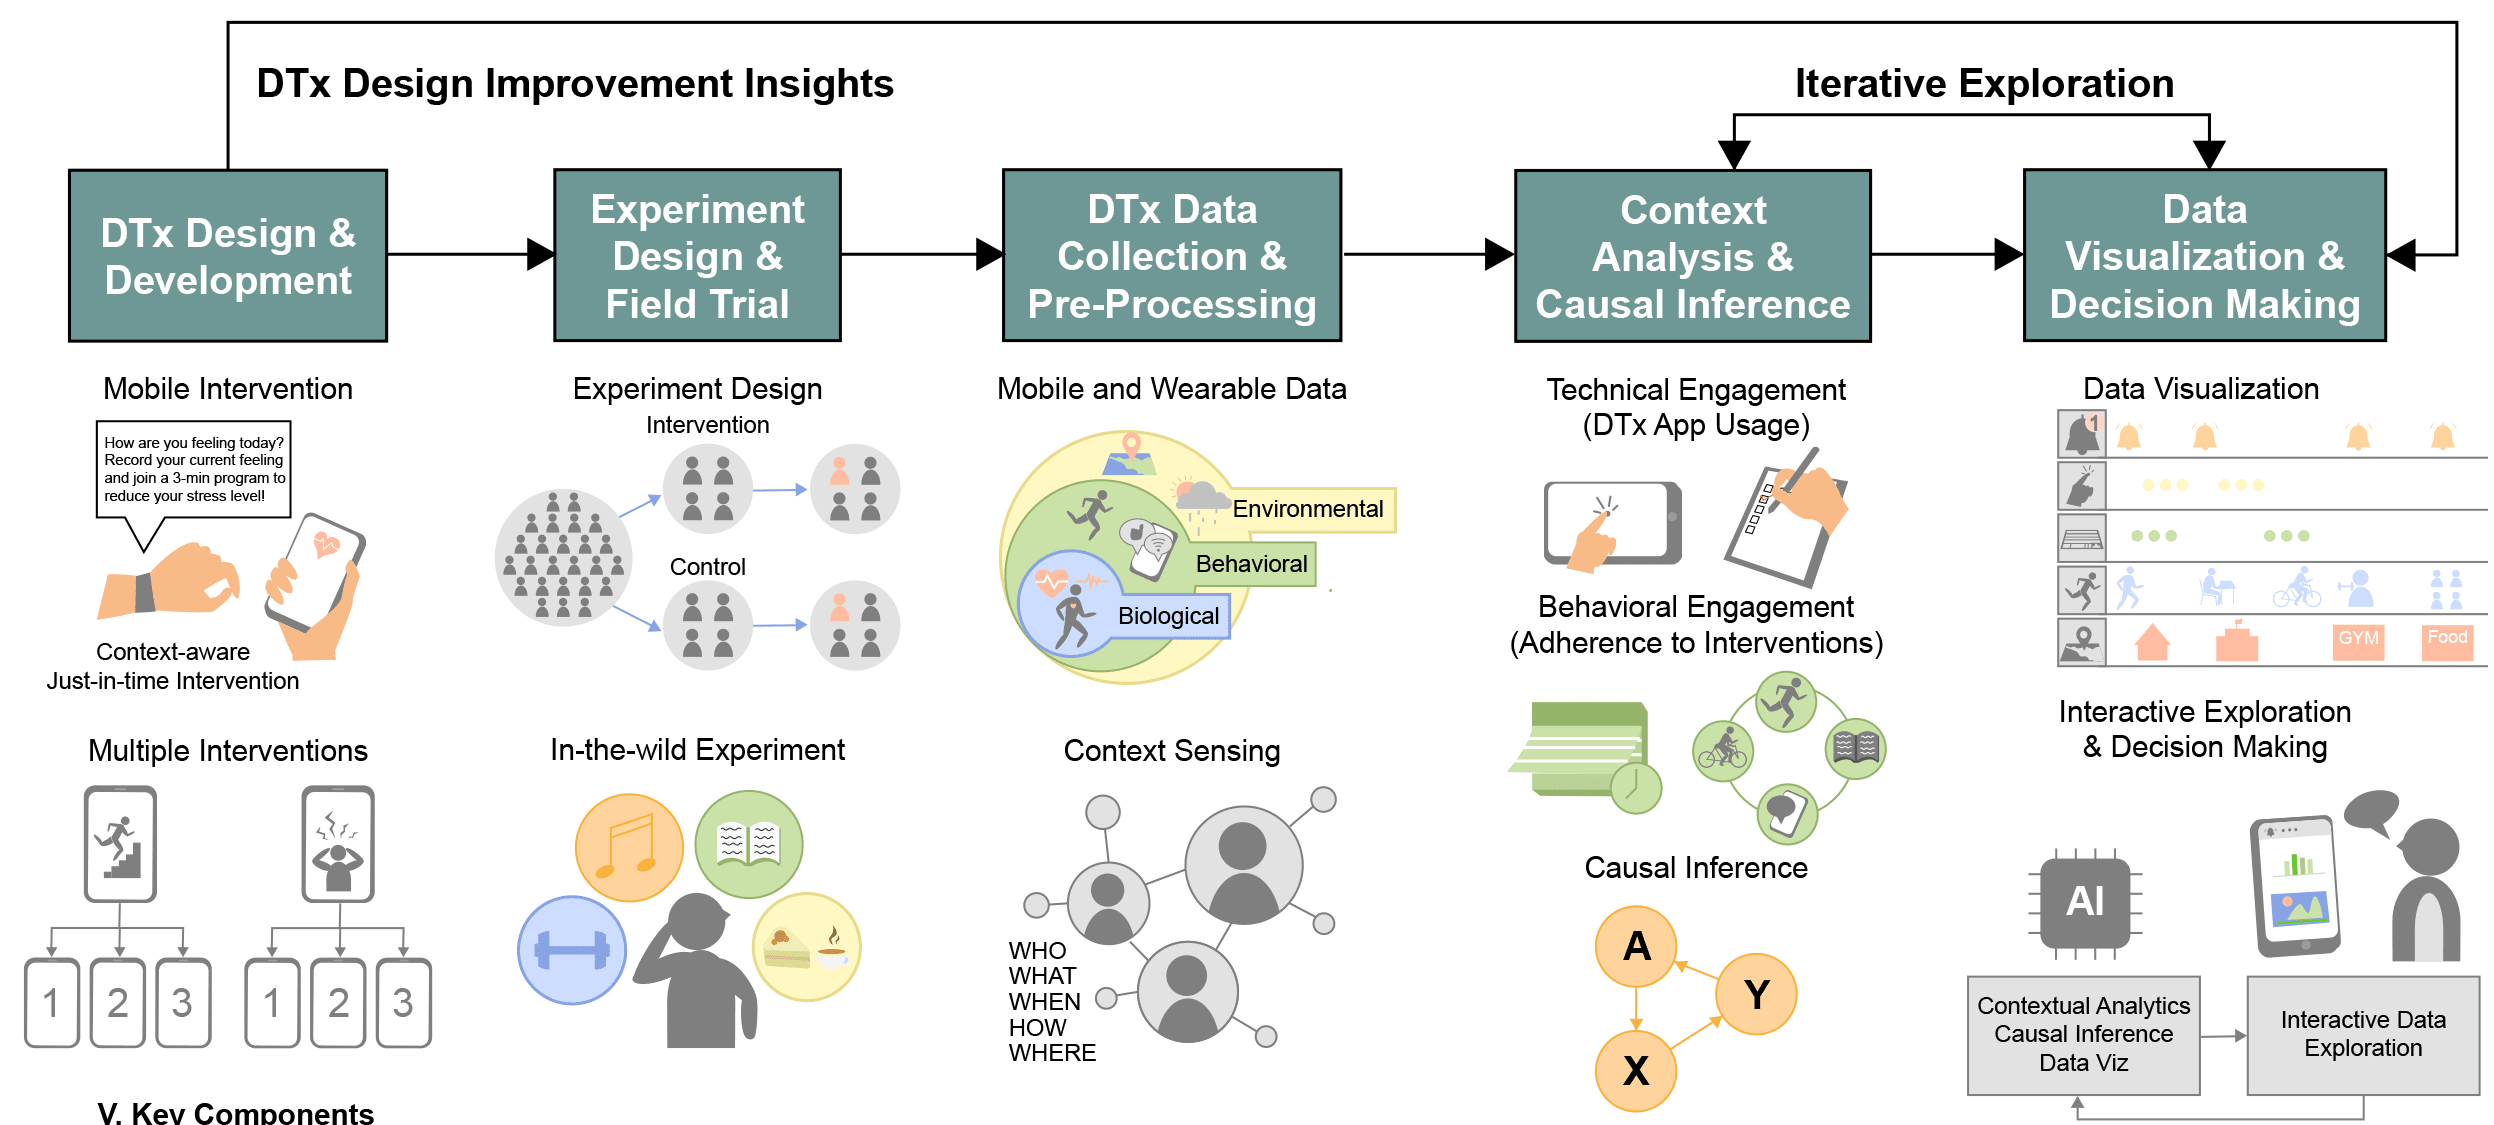 DTx Design Improvement Insights
Iterative Exploration
DTx Design &
Development
Experiment
Design &
Field Trial
DTx Data
Collection &
Pre-Processing
Context
Analysis &
Causal Inference
Data
Visualization &
Decision Making
Mobile Intervention
How are you feeling today?
Record your current feeling
and join a 3-min program to
reduce your stress level!
Context-aware
Just-in-time Intervention
Multiple Interventions
1
2
3
1
2
3
Experiment Design
Intervention
Control
In-the-wild Experiment
Mobile and Wearable Data
Environmental
Behavioral
Biological
Context Sensing
WHO
WHAT
WHEN
HOW
WHERE
Technical Engagement
(DTx App Usage)
Behavioral Engagement
(Adherence to Interventions)
Causal Inference
A
Y
X
Data Visualization
1
GYM
Food
Interactive Exploration
& Decision Making
AI
Contextual Analytics
Causal Inference
Data Viz
Interactive Data
Exploration
V. Key Components